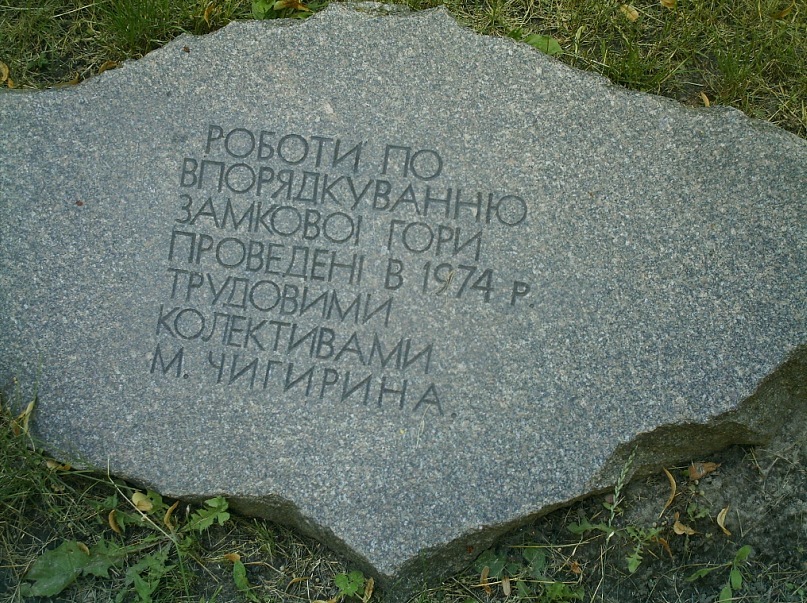 РОБОТИ ПО
ВПОРЯДКУВАННЮ
ЗАМКОВОІ ГОРИ
ПРОВЕДЕНІ В 1974 р.
ТРУДОВИМИ
КОЛЕКТИВАМИ
М. ЧИГИРИНА.